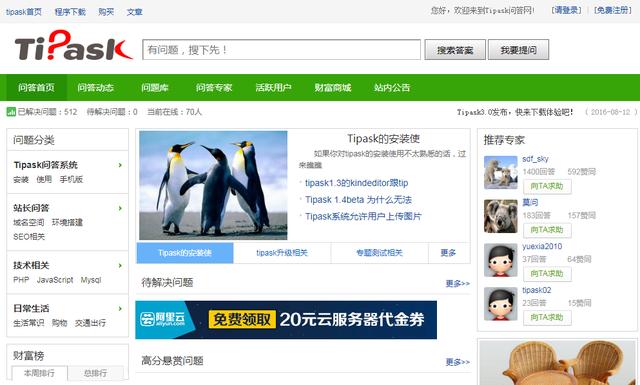 tipask首页 程序下载 购买 文章
您好，欢迎来到Tipask问答网! [请登录] | [免费注册]
Tipask 有问题，搜下先！ 搜索答案 我要提问
问答首页 问答动态 问题库 问答专家 活跃用户 财富商城 站内公告
已解决问题：512 待解决问题：0 当前在线：70人
Tipask3.0发布，快来下载体验吧！ ( 2016-08-12 )
问题分类
Tipask问答系统
安装 使用 手机版
站长问答
域名空间 环境搭建
SEO相关
技术相关
PHP JavaScript Mysql
日常生活
生活常识 购物 交通出行
财富榜
本周排行 总排行
Tipask的安装使
如果你对tipask的安装使用不太熟悉的话，过
来瞧瞧
tipask1.3的kindeditor跟tip
Tipask 1.4beta 为什么无法
Tipask系统允许用户上传图片
Tipask的安装使 tipask升级相关 专题测试相关 更多
待解决问题 更多>>
阿里云 aliyun.com 免费领取 20元云服务器代金券
高分悬赏问题 更多>>
推荐专家
sdf_sky
1400回答 592赞同
向TA求助
莫问
183回答 157赞同
向TA求助
yuexia2010
37回答 64赞同
向TA求助
tipask02
23回答 15赞同
向TA求助